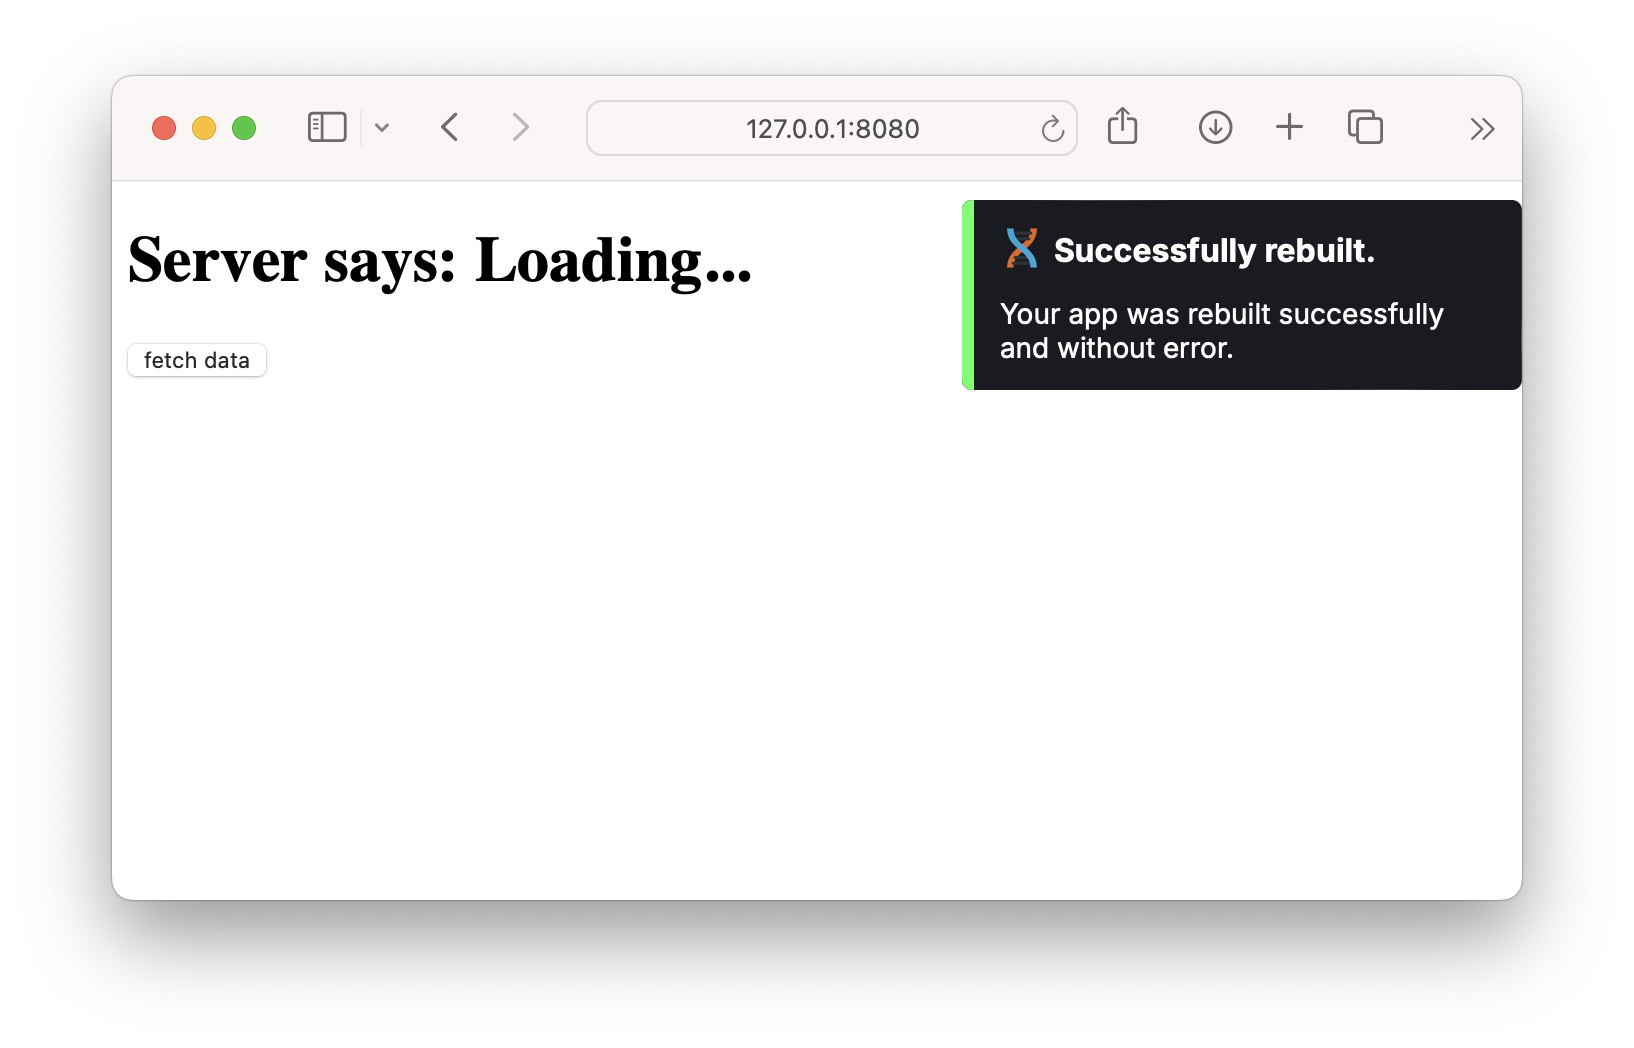 127.0.0.1:8080
Server says: Loading...
fetch data
Successfully rebuilt.
Your app was rebuilt successfully
and without error.